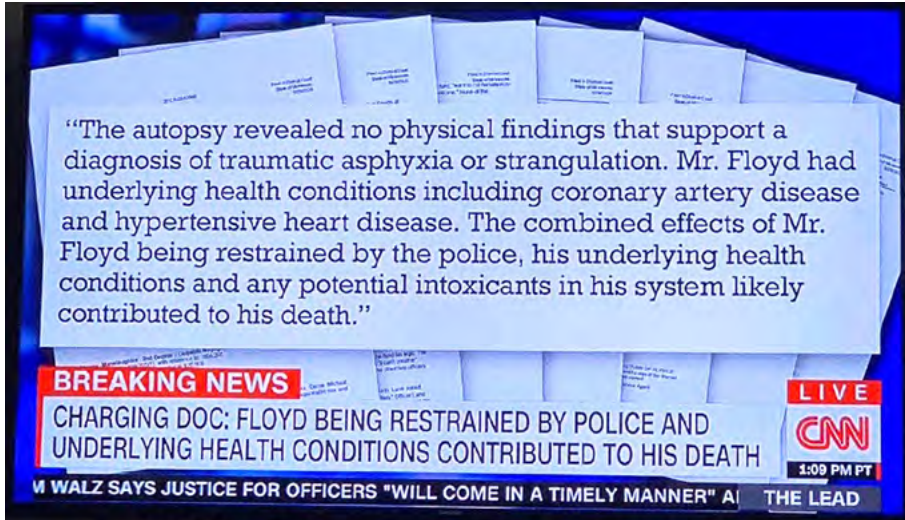 “The autopsy revealed no physical findings that support a
diagnosis of traumatic asphyxia or strangulation. Mr. Floyd had
underlying health conditions including coronary artery disease
and hypertensive heart disease. The combined effects of Mr.
Floyd being restrained by the police, his underlying health
conditions and any potential intoxicants in his system likely
contributed to his death.”
BREAKING NEWS
CHARGING DOC: FLOYD BEING RESTRAINED BY POLICE AND
UNDERLYING HEALTH CONDITIONS CONTRIBUTED TO HIS DEATH
LIVE
CNN
1:09 PM PT
WALZ SAYS JUSTICE FOR OFFICERS "WILL COME IN A TIMELY MANNER"
THE LEAD